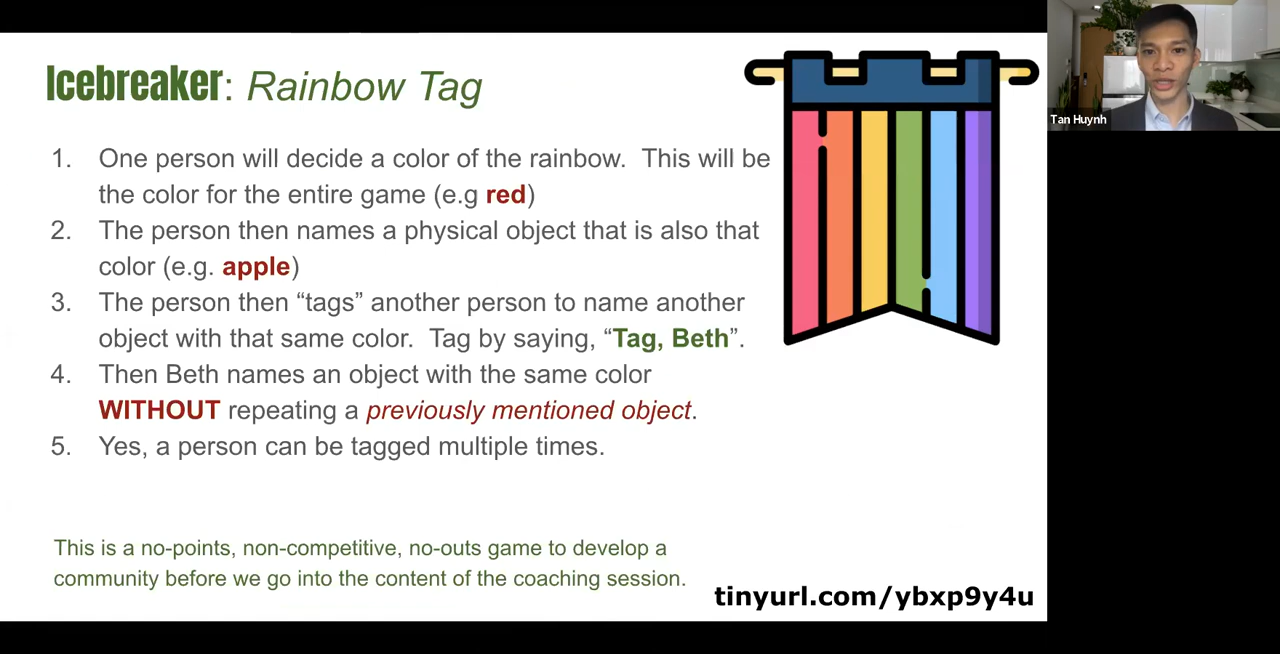 Icebreaker: Rainbow Tag
1. One person will decide a color of the rainbow.  This will be
the color for the entire game (e.g red)
2. The person then names a physical object that is also that
color (e.g. apple)
3. The person then “tags” another person to name another
object with that same color.  Tag by saying, “Tag, Beth”.
4. Then Beth names an object with the same color
WITHOUT repeating a previously mentioned object.
5. Yes, a person can be tagged multiple times.
This is a no-points, non-competitive, no-outs game to develop a
community before we go into the content of the coaching session.
tinyurl.com/ybxp9y4u
Tan Huynh